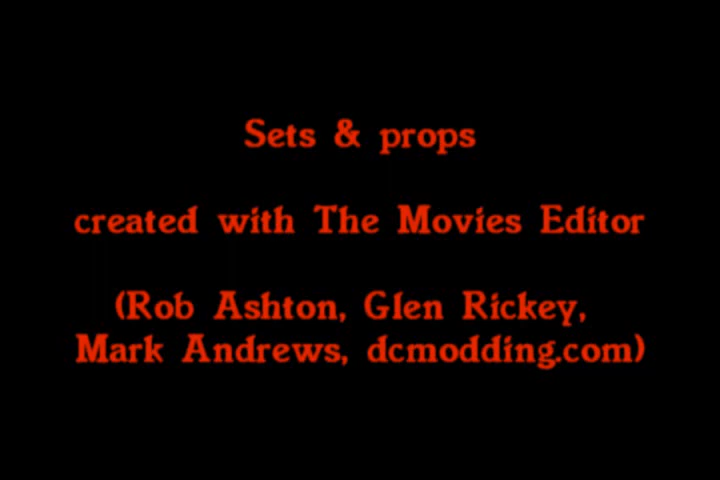 Sets & props
created with The Movies Editor
(Rob Ashton, Glen Rickey,
Mark Andrews, dcmodding.com)